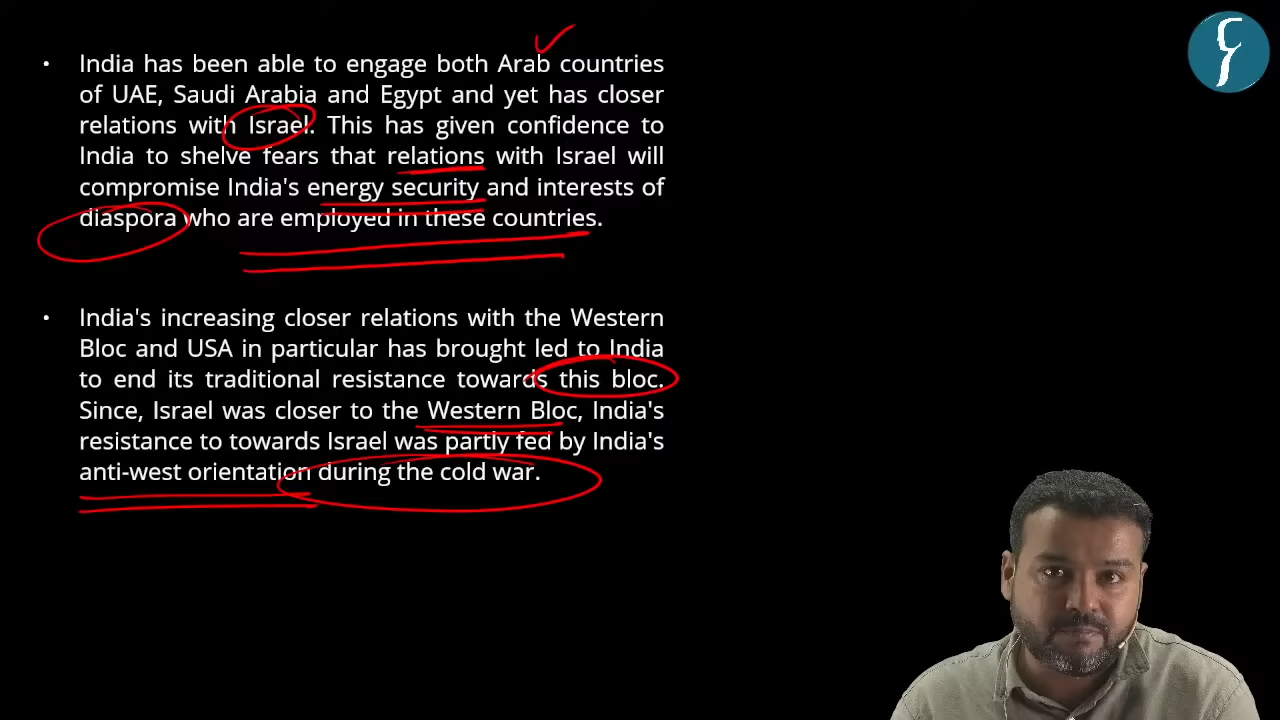 • India has been able to engage both Arab countries
of UAE, Saudi Arabia and Egypt and yet has closer
relations with Israel. This has given confidence to
India to shelve fears that relations with Israel will
compromise India's energy security and interests of
diaspora who are employed in these countries.
• India's increasing closer relations with the Western
Bloc and USA in particular has brought led to India
to end its traditional resistance towards this bloc.
Since, Israel was closer to the Western Bloc, India's
resistance to towards Israel was partly fed by India's
anti-west orientation during the cold war.